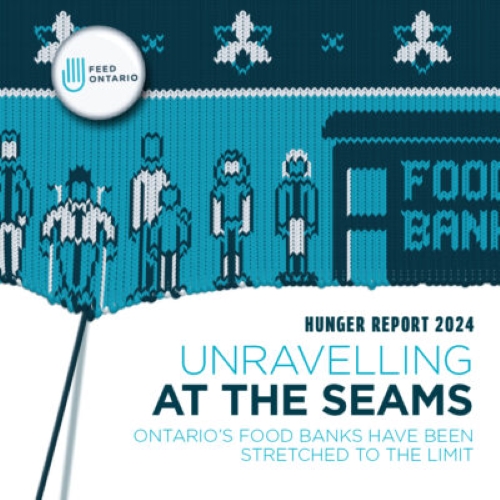 FEED
ONTARIO
FOOD
BANK
HUNGER REPORT 2024
UNRAVELLING
AT THE SEAMS
ONTARIO'S FOOD BANKS HAVE BEEN
STRETCHED TO THE LIMIT